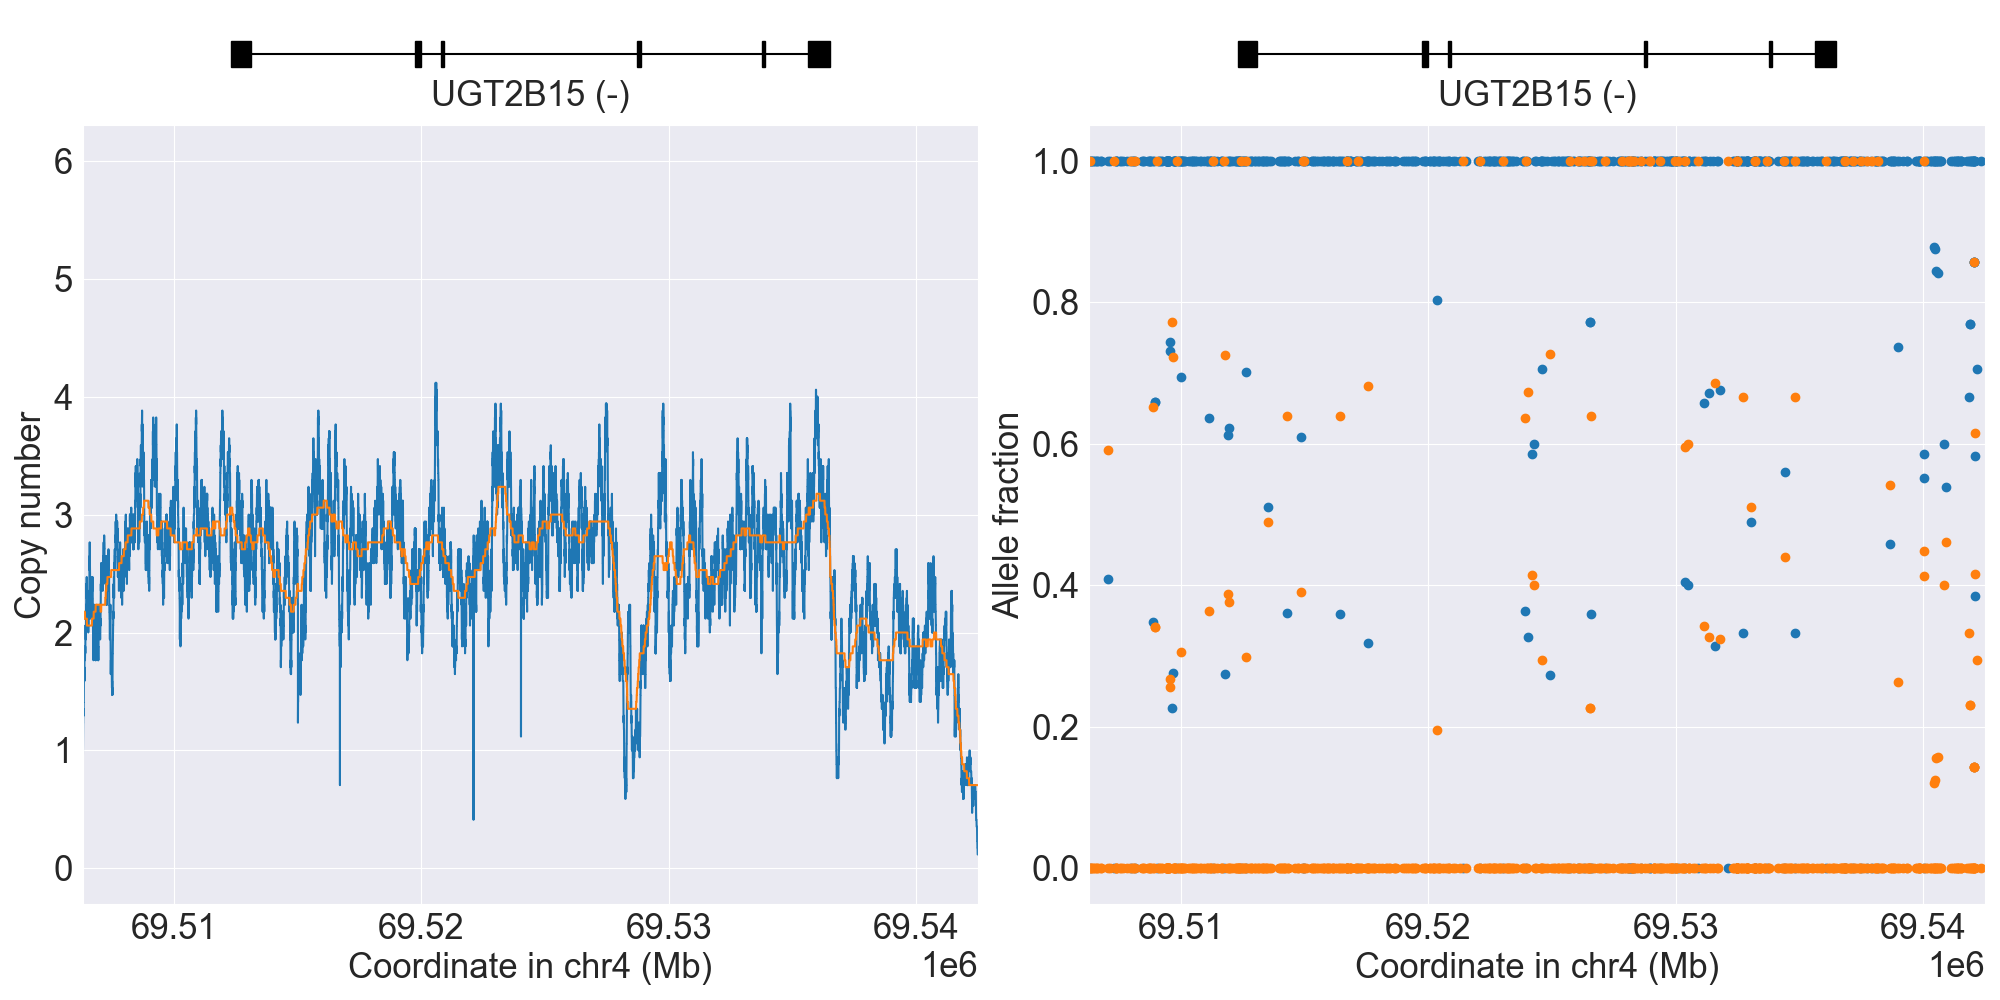 UGT2B15 (-)
6
5
4
3
2
1
0
Copy number
69.51 69.52 69.53 69.54
Coordinate in chr4 (Mb)
1e6
UGT2B15 (-)
1.0
0.8
0.6
0.4
0.2
0.0
Allele fraction
69.51 69.52 69.53 69.54
Coordinate in chr4 (Mb)
1e6